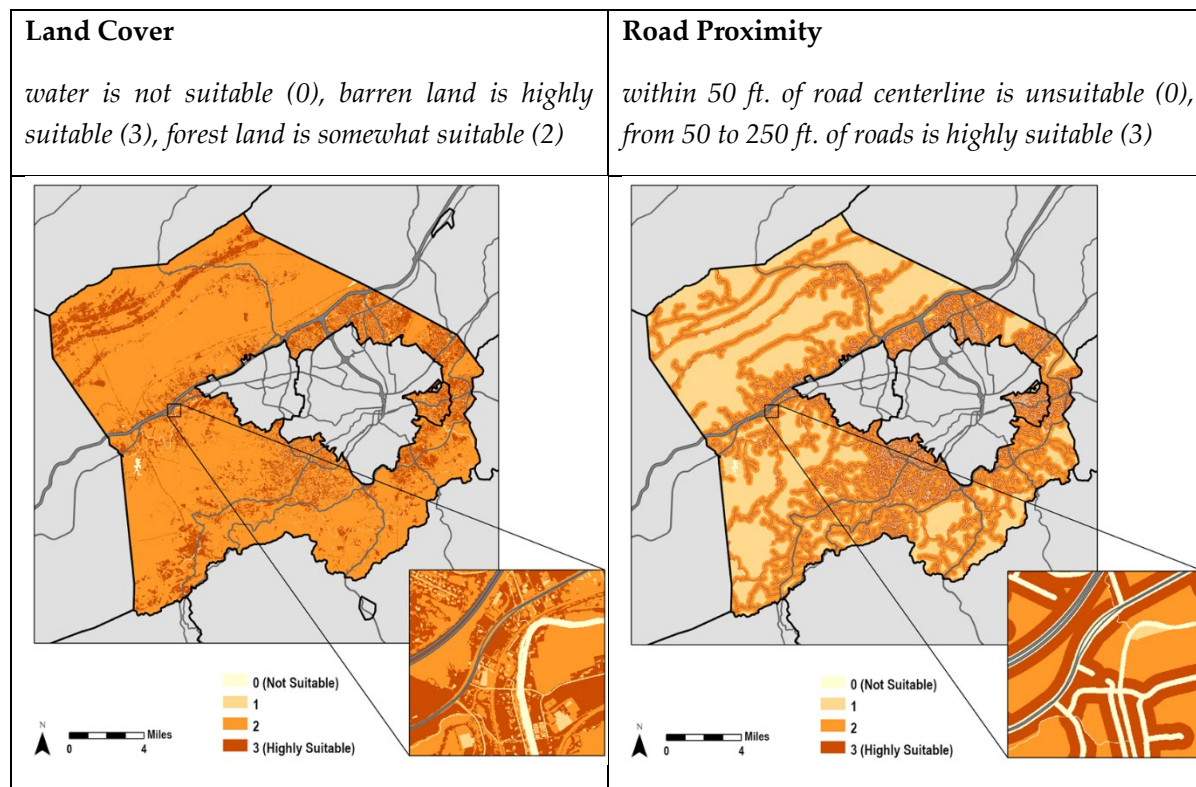 Land Cover
water is not suitable (0), barren land is highly
suitable (3), forest land is somewhat suitable (2)
Road Proximity
within 50 ft. of road centerline is unsuitable (0),
from 50 to 250 ft. of roads is highly suitable (3)
0 (Not Suitable)
1
2
3 (Highly Suitable)
N
Miles
0 4
0 (Not Suitable)
1
2
3 (Highly Suitable)
N
Miles
0 4